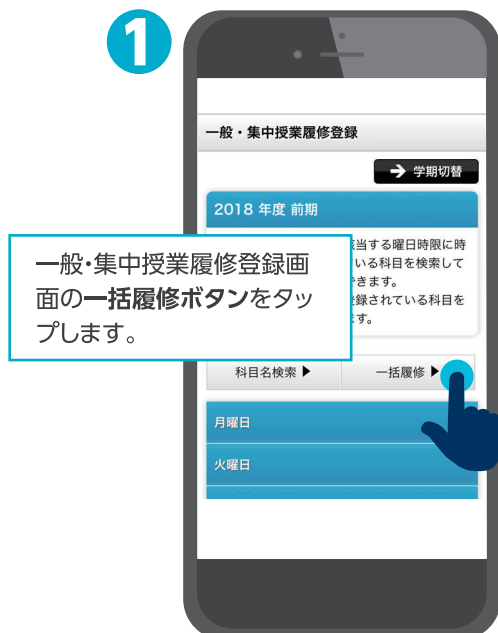 1
一般・集中授業履修登録
→ 学期切替
2018 年度 前期
当する曜日時限に時
いる科目を検索して
できます。
登録されている科目を
す。
一般・集中授業履修登録画
面の一括履修ボタンをタッ
プします。
科目名検索▶
一括履修▶
月曜日
火曜日